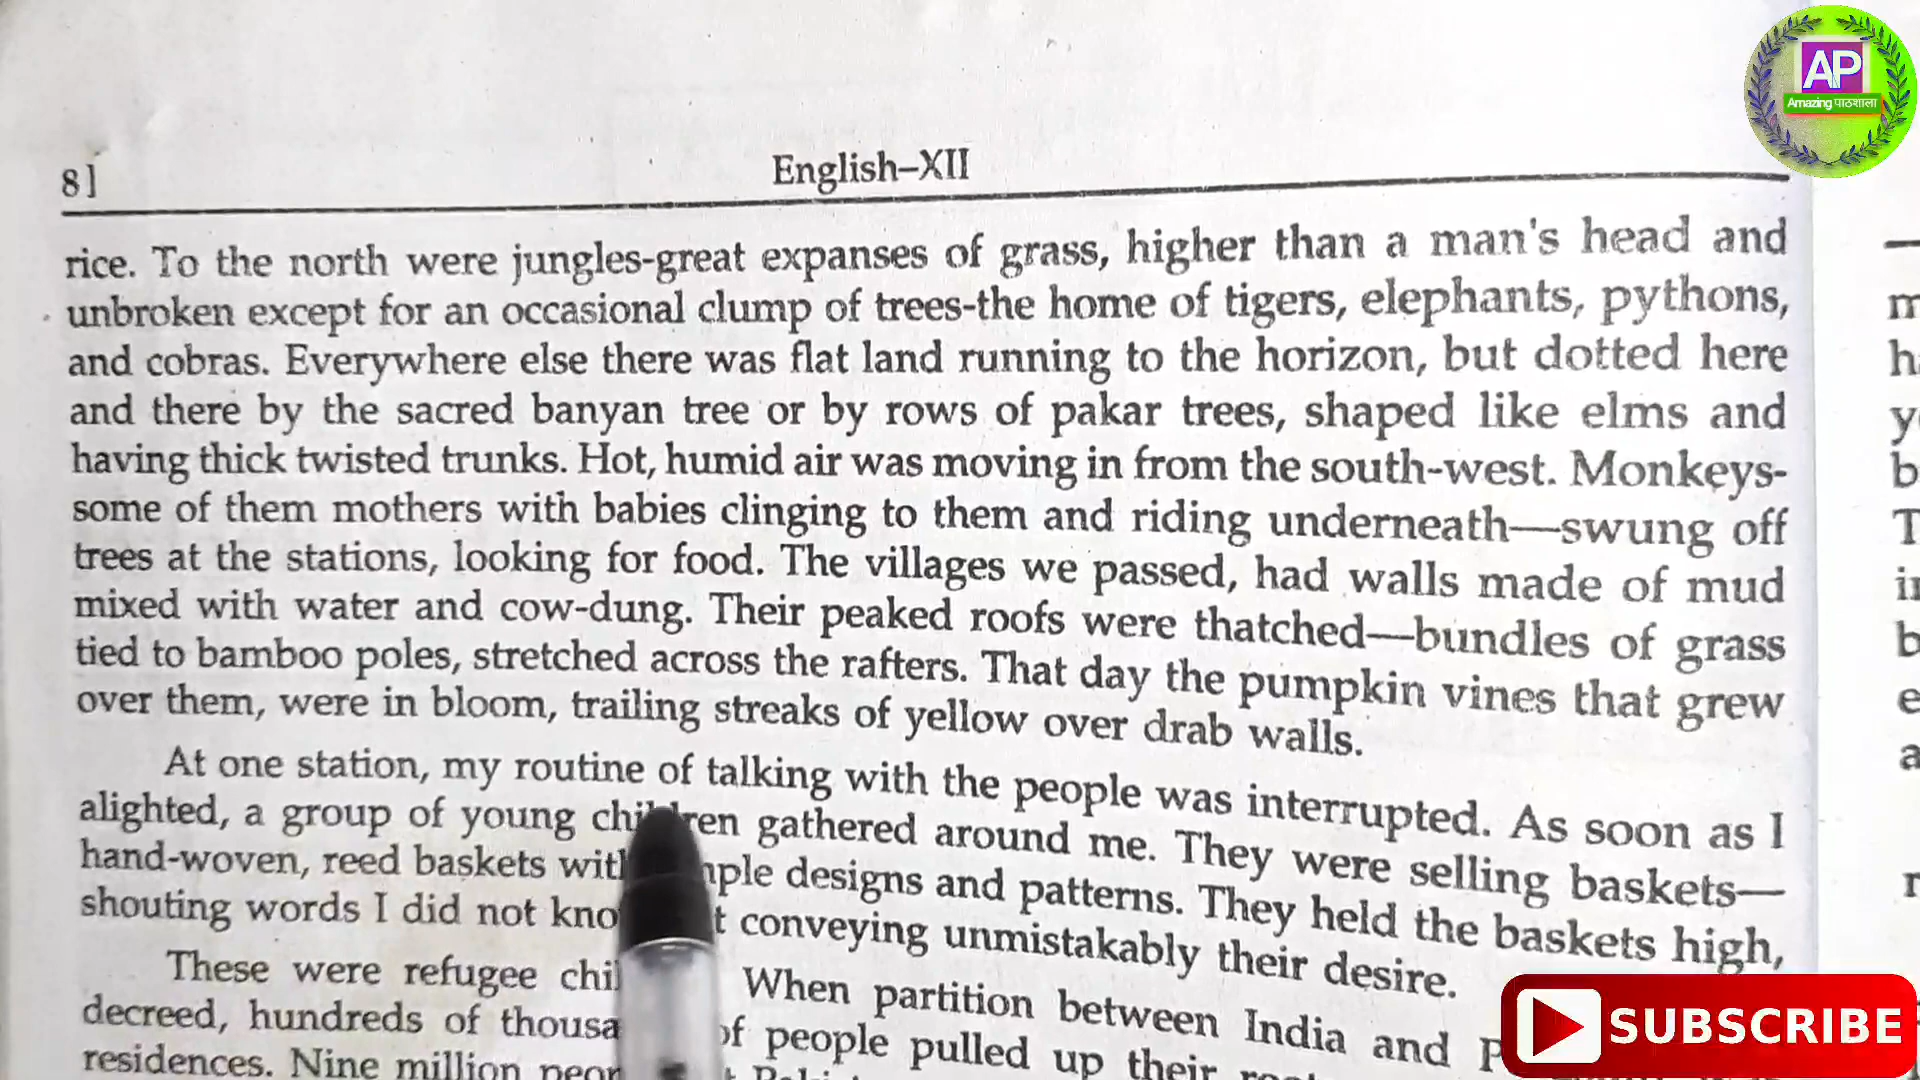 AP
Amazing पाठशाला
8]
English–XII
rice. To the north were jungles-great expanses of grass, higher than a man's head and
unbroken except for an occasional clump of trees-the home of tigers, elephants, pythons,
and cobras. Everywhere else there was flat land running to the horizon, but dotted here
and there by the sacred banyan tree or by rows of pakar trees, shaped like elms and
having thick twisted trunks. Hot, humid air was moving in from the south-west. Monkeys-
some of them mothers with babies clinging to them and riding underneath—swung off
trees at the stations, looking for food. The villages we passed, had walls made of mud
mixed with water and cow-dung. Their peaked roofs were thatched—bundles of grass
tied to bamboo poles, stretched across the rafters. That day the pumpkin vines that grew
over them, were in bloom, trailing streaks of yellow over drab walls.
At one station, my routine of talking with the people was interrupted. As soon as I
alighted, a group of young children gathered around me. They were selling baskets—
hand-woven, reed baskets with designs and patterns. They held the baskets high,
shouting words I did not conveying unmistakably their desire.
These were refugee When partition between India and
decreed, hundreds of of people pulled up their
residences. Nine million
SUBSCRIBE